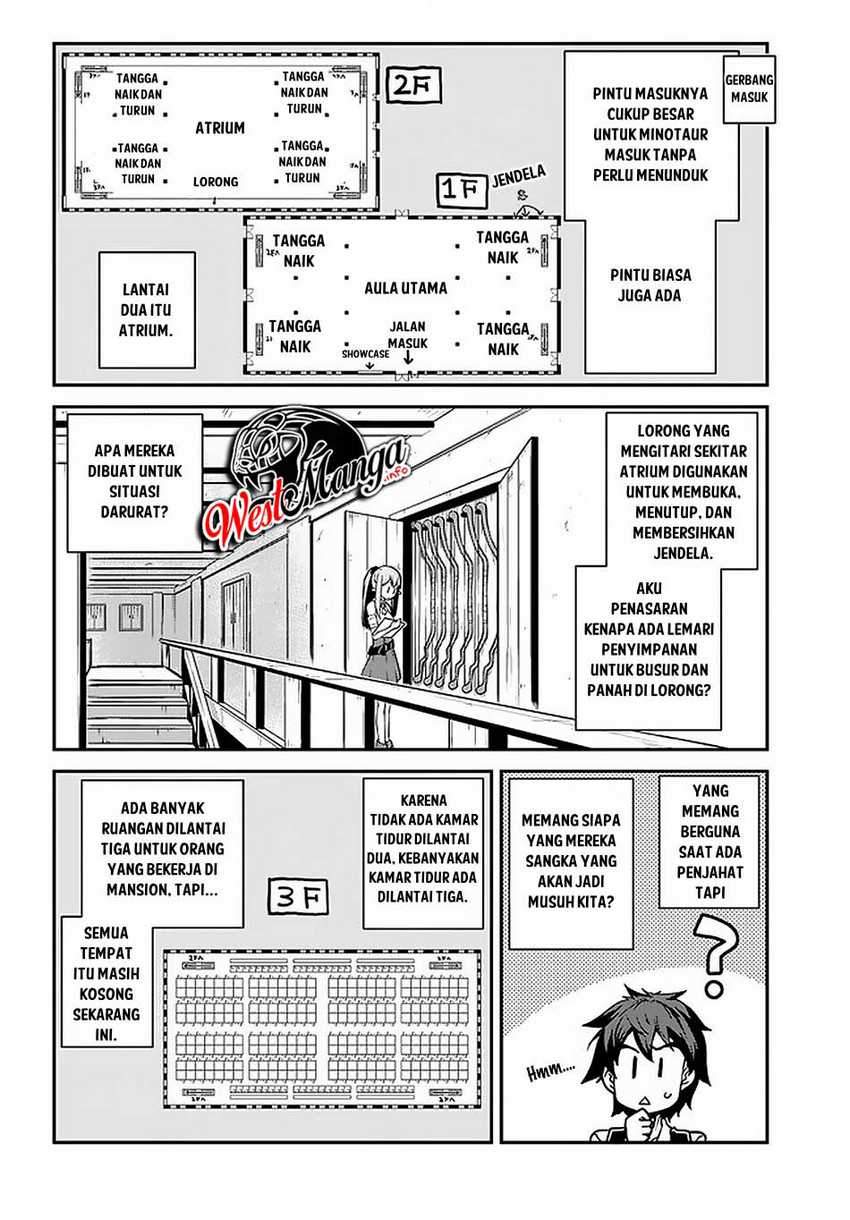 GERBANG
MASUK
PINTU MASUKNYA
CUKUP BESAR
UNTUK MINOTAUR
MASUK TANPA
PERLU MENUNDUK
PINTU BIASA
JUGA ADA
2F
TANGGA
NAIK DAN
TURUN
TANGGA
NAIK DAN
TURUN
ATRIUM
TANGGA
NAIK DAN
TURUN
TANGGA
NAIK DAN
TURUN
LORONG
1F
JENDELA
TANGGA
NAIK
TANGGA
NAIK
AULA UTAMA
TANGGA
NAIK
JALAN
MASUK
TANGGA
NAIK
SHOWCASE
LANTAI
DUA ITU
ATRIUM.
LORONG YANG
MENGITARI SEKITAR
ATRIUM DIGUNAKAN
UNTUK MEMBUKA,
MENUTUP, DAN
MEMBERSIHKAN
JENDELA.
AKU
PENASARAN
KENAPA ADA LEMARI
PENYIMPANAN
UNTUK BUSUR DAN
PANAH DI LORONG?
APA MEREKA
DIBUAT UNTUK
SITUASI
DARURAT?
WestManga
.info
YANG
MEMANG
BERGUNA
SAAT ADA
PENJAHAT
TAPI
MEMANG SIAPA
YANG MEREKA
SANGKA YANG
AKAN JADI
MUSUH KITA?
?
Hmm....
KARENA
TIDAK ADA KAMAR
TIDUR DILANTAI
DUA, KEBANYAKAN
KAMAR TIDUR ADA
DILANTAI TIGA.
3F
ADA BANYAK
RUANGAN DILANTAI
TIGA UNTUK ORANG
YANG BEKERJA DI
MANSION, TAPI...
SEMUA
TEMPAT
ITU MASIH
KOSONG
SEKARANG
INI.